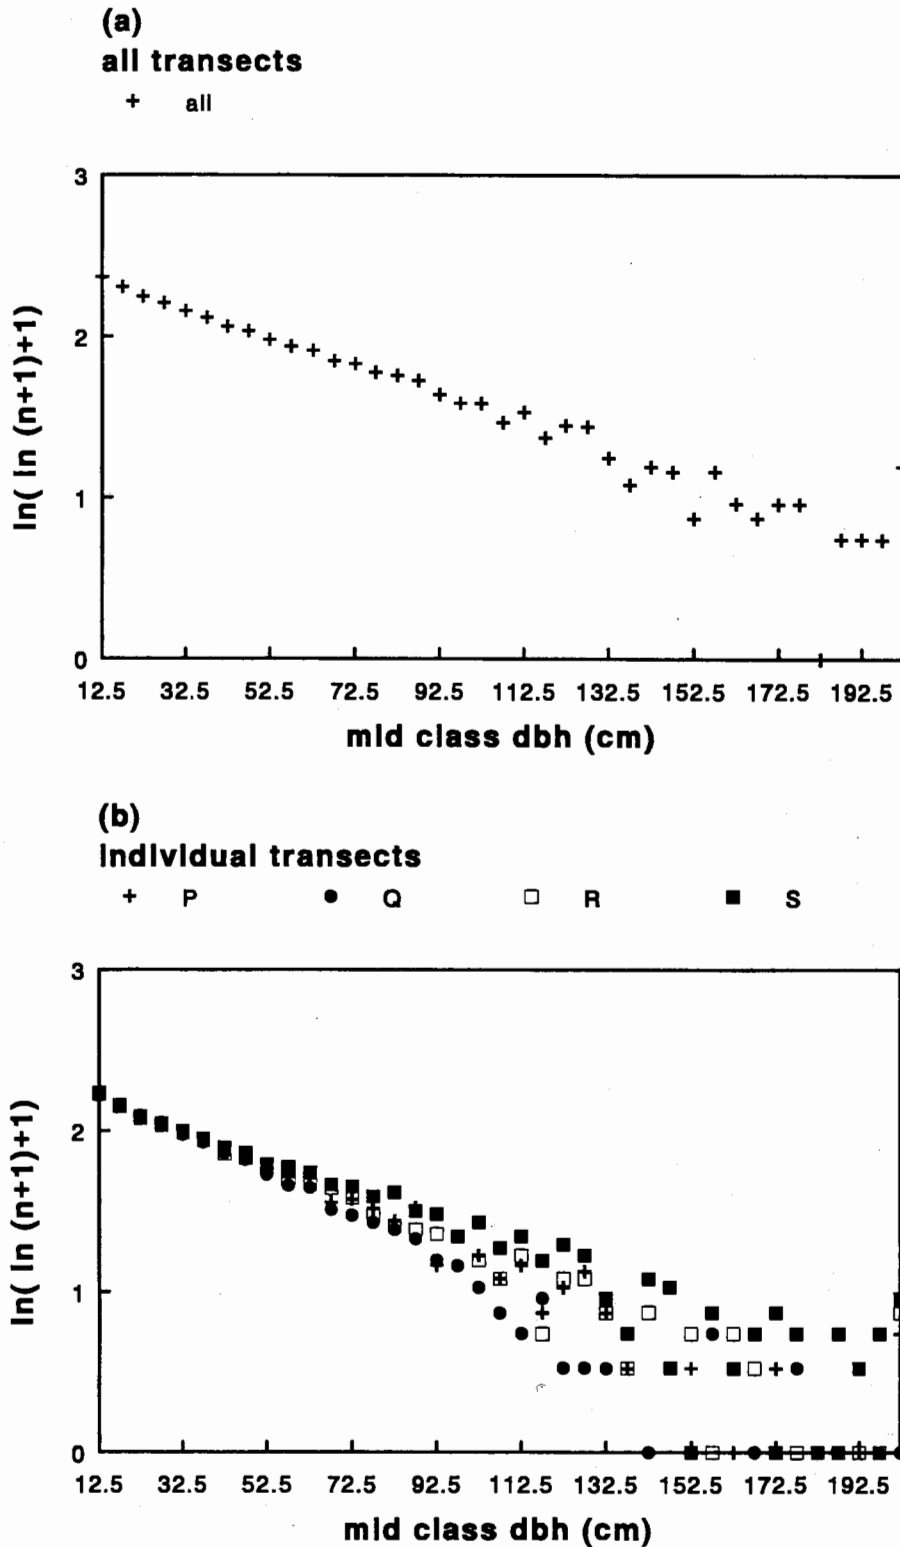 (a)
all transects
+ all
3
2
1
0
ln( ln (n+1)+1)
12.5 32.5 52.5 72.5 92.5 112.5 132.5 152.5 172.5 192.5
mid class dbh (cm)
(b)
individual transects
+ P ● Q □ R ■ S
3
2
1
0
ln( ln (n+1)+1)
12.5 32.5 52.5 72.5 92.5 112.5 132.5 152.5 172.5 192.5
mid class dbh (cm)